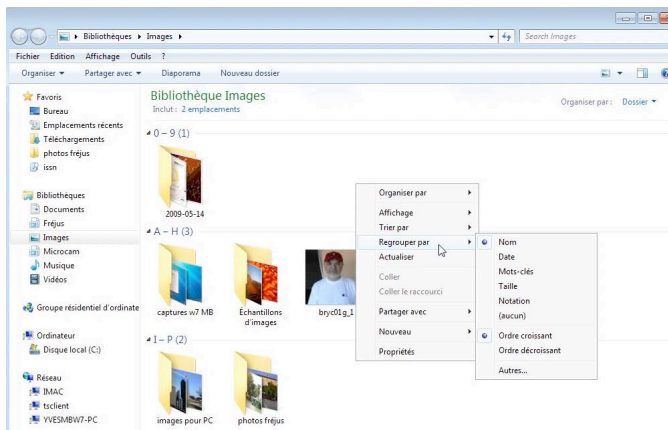 Bibliothèques ▸ Images ▸
Search Images
Fichier Edition Affichage Outils ?
Organiser Partager avec Diaporama Nouveau dossier
Favoris
Bureau
Emplacements récents
Téléchargements
photos fréjus
issn
Bibliothèques
Documents
Fréjus
Images
Microcam
Musique
Vidéos
Groupe résidentiel d'ordinate
Ordinateur
Disque local (C:)
Réseau
IMAC
tsclient
YVESMBW7-PC
Bibliothèque Images
Inclut : 2 emplacements
Organiser par : Dossier
0 – 9 (1)
2009-05-14
A – H (3)
captures w7 MB
Échantillons
d'images
bryc01g_1
I – P (2)
images pour PC
photos fréjus
Organiser par
Affichage
Trier par
Regrouper par
Actualiser
Coller
Coller le raccourci
Partager avec
Nouveau
Propriétés
Nom
Date
Mots-clés
Taille
Notation
(aucun)
Ordre croissant
Ordre décroissant
Autres...